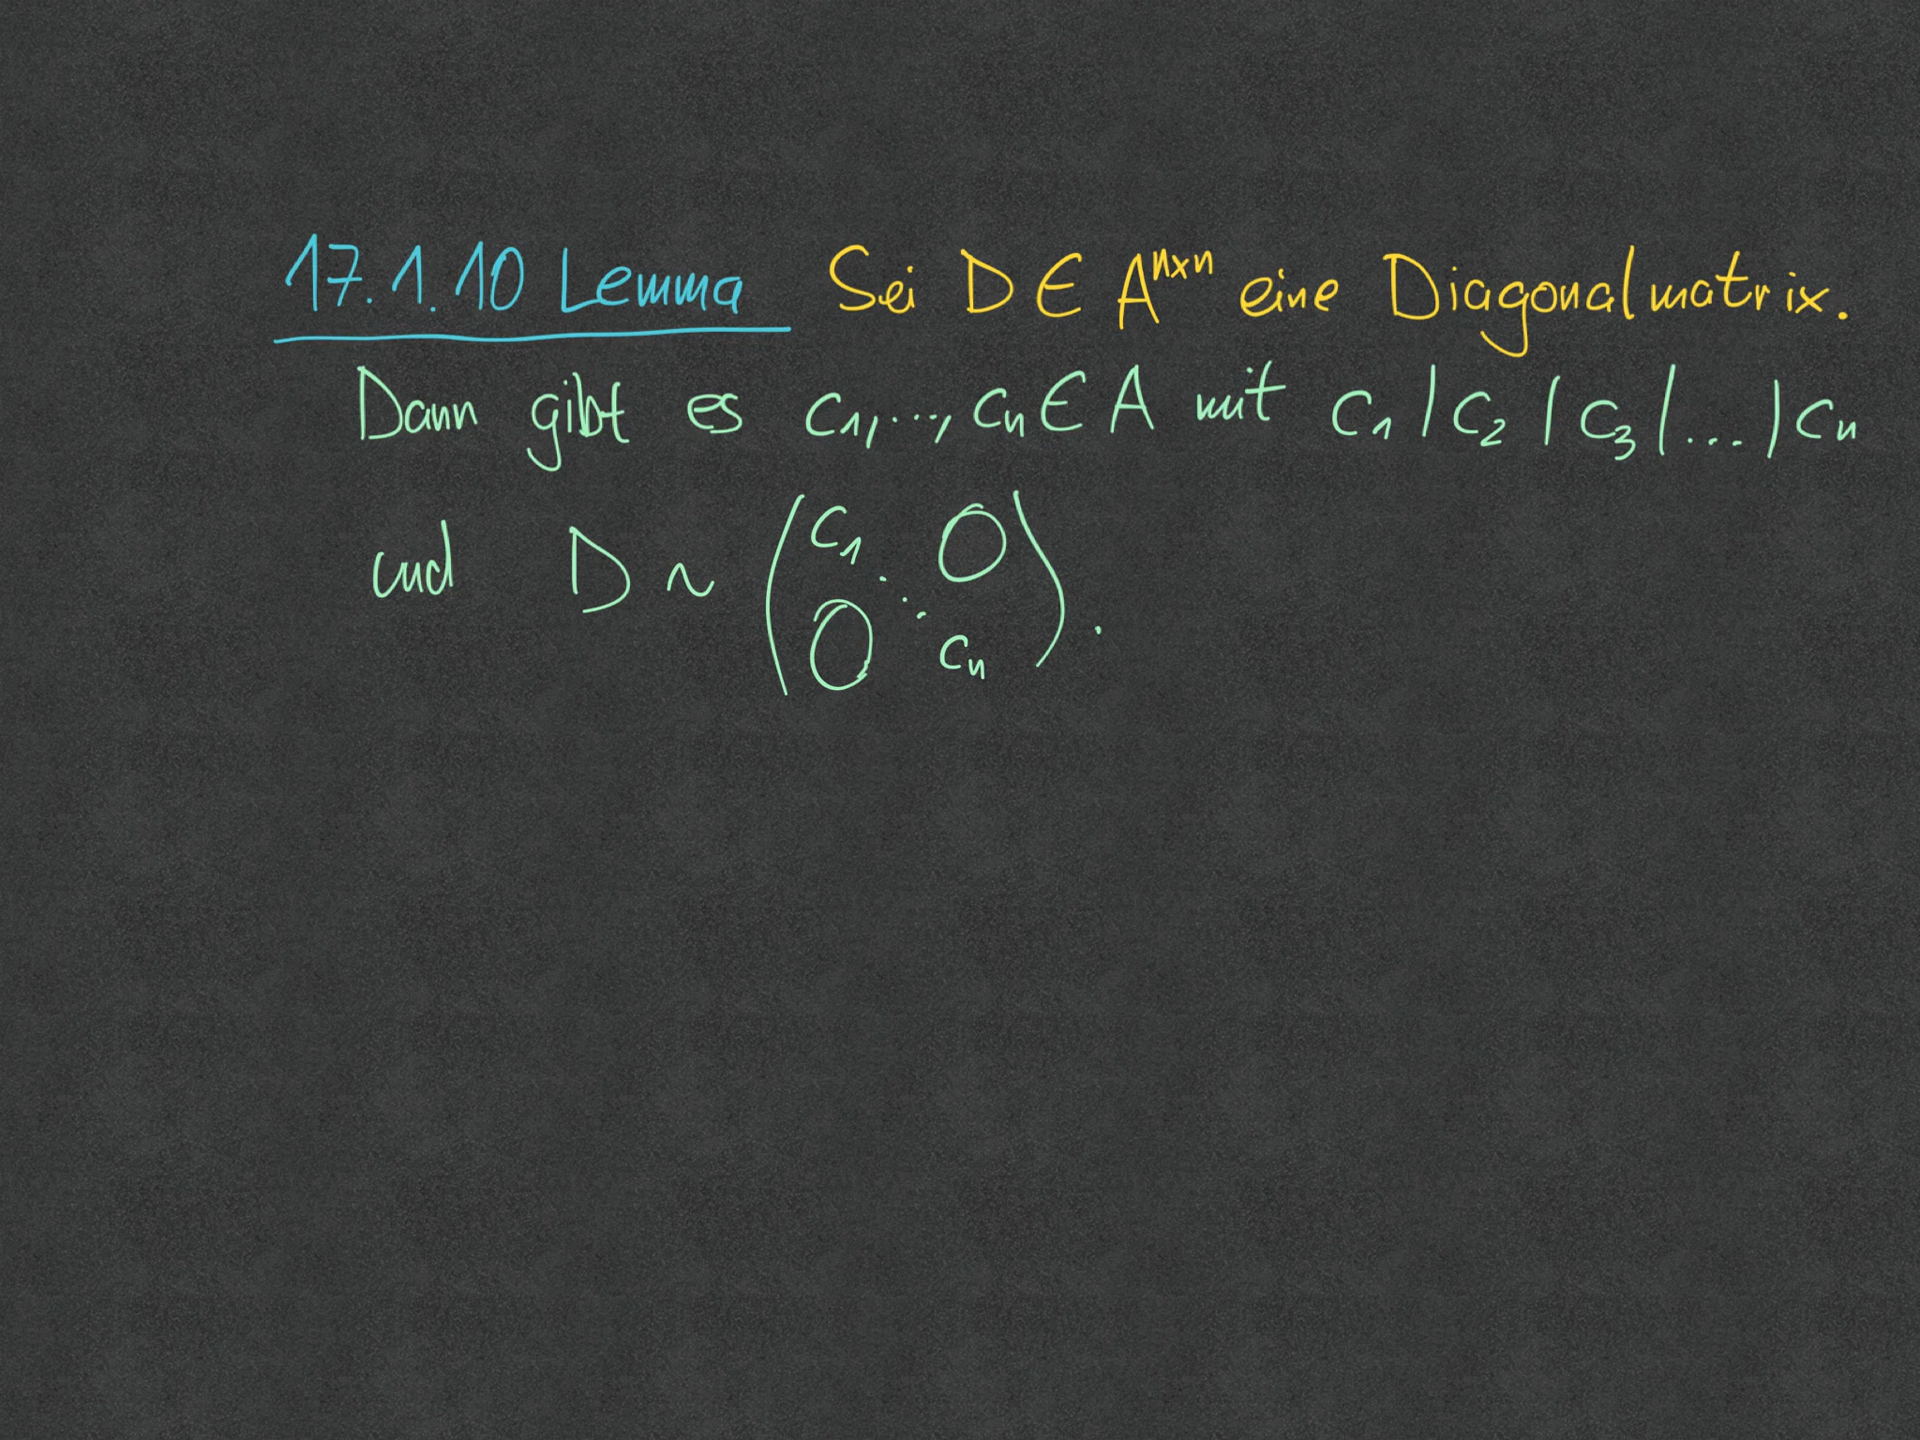 17.1.10 Lemma Sei D ∈ A^{n×n} eine Diagonalmatrix.
Dann gibt es c₁, ..., cₙ ∈ A mit c₁ | c₂ | c₃ | ... | cₙ
und D ~ ( c₁ ⋱ 0
0 cₙ ) .